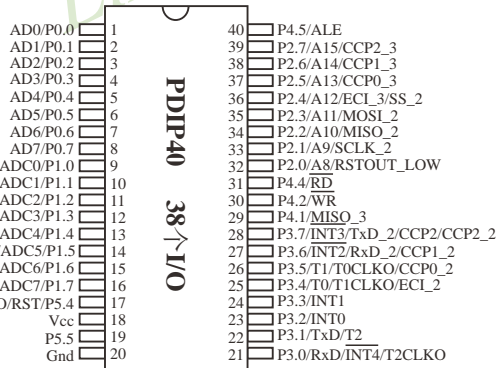 AD0/P0.0 1
AD1/P0.1 2
AD2/P0.2 3
AD3/P0.3 4
AD4/P0.4 5
AD5/P0.5 6
AD6/P0.6 7
AD7/P0.7 8
ADC0/P1.0 9
ADC1/P1.1 10
ADC2/P1.2 11
ADC3/P1.3 12
ADC4/P1.4 13
/ADC5/P1.5 14
ADC6/P1.6 15
ADC7/P1.7 16
O/RST/P5.4 17
Vcc 18
P5.5 19
Gnd 20
PDIP40 38个I/O
40 P4.5/ALE
39 P2.7/A15/CCP2_3
38 P2.6/A14/CCP1_3
37 P2.5/A13/CCP0_3
36 P2.4/A12/ECI_3/SS_2
35 P2.3/A11/MOSI_2
34 P2.2/A10/MISO_2
33 P2.1/A9/SCLK_2
32 P2.0/A8/RSTOUT_LOW
31 P4.4/RD
30 P4.2/WR
29 P4.1/MISO_3
28 P3.7/INT3/TxD_2/CCP2/CCP2_2
27 P3.6/INT2/RxD_2/CCP1_2
26 P3.5/T1/T0CLKO/CCP0_2
25 P3.4/T0/T1CLKO/ECI_2
24 P3.3/INT1
23 P3.2/INT0
22 P3.1/TxD/T2
21 P3.0/RxD/INT4/T2CLKO